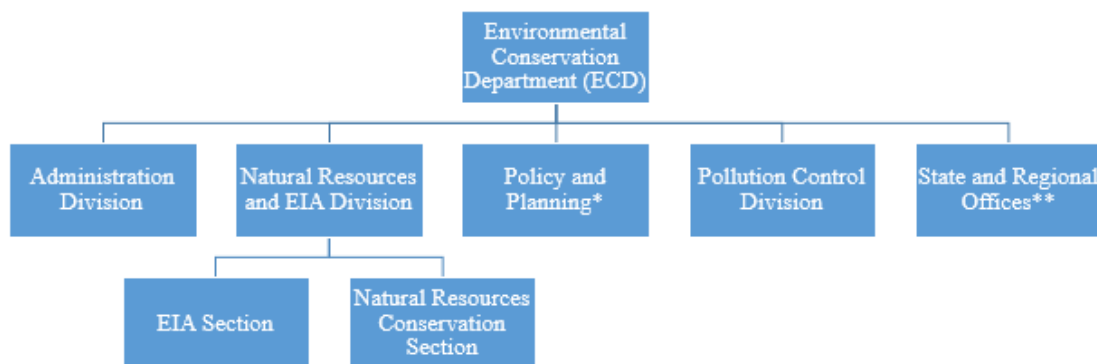 Environmental
Conservation
Department (ECD)
Administration
Division
Natural Resources
and EIA Division
Policy and
Planning*
Pollution Control
Division
State and Regional
Offices**
EIA Section
Natural Resources
Conservation
Section